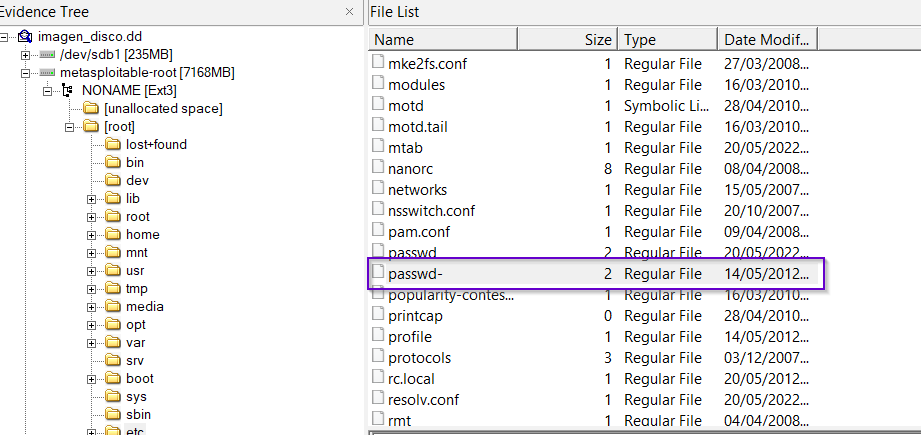 Evidence Tree
imagen_disco.dd
/dev/sdb1 [235MB]
metasploitable-root [7168MB]
NONAME [Ext3]
[unallocated space]
[root]
lost+found
bin
dev
lib
root
home
mnt
usr
tmp
media
opt
var
srv
boot
sys
sbin
etc
File List
Name Size Type Date Modif...
mke2fs.conf 1 Regular File 27/03/2008...
modules 1 Regular File 16/03/2010...
motd 1 Symbolic Li... 28/04/2010...
motd.tail 1 Regular File 16/03/2010...
mtab 1 Regular File 20/05/2022...
nanorc 8 Regular File 08/04/2008...
networks 1 Regular File 15/05/2007...
nsswitch.conf 1 Regular File 20/10/2007...
pam.conf 1 Regular File 09/04/2008...
passwd 2 Regular File 20/05/2022...
passwd- 2 Regular File 14/05/2012...
popularity-contes... 1 Regular File 16/03/2010...
printcap 0 Regular File 28/04/2010...
profile 1 Regular File 14/05/2012...
protocols 3 Regular File 03/12/2007...
rc.local 1 Regular File 20/05/2012...
resolv.conf 1 Regular File 20/05/2022...
rmt 1 Regular File 04/04/2008...